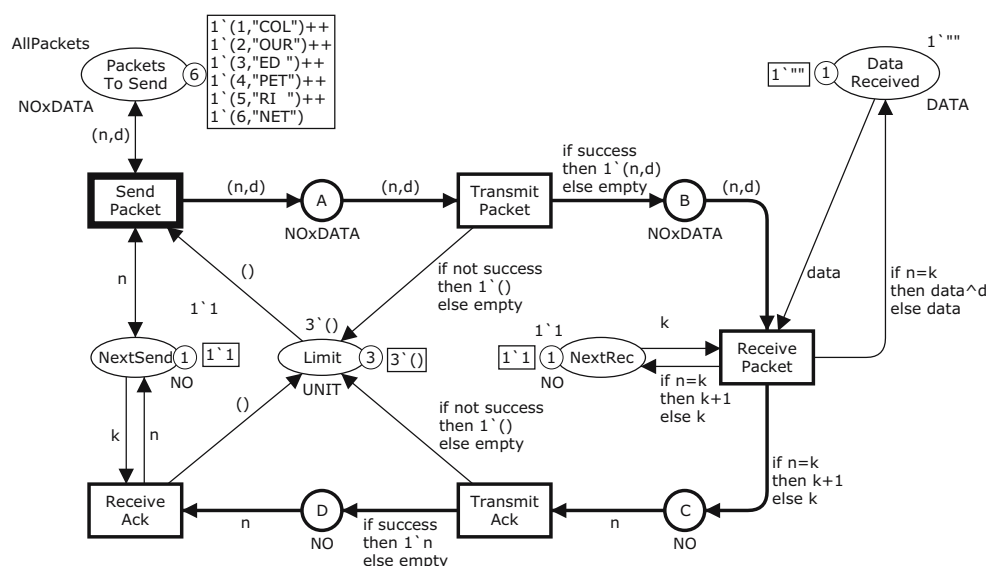 AllPackets
Packets
To Send
6
1`(1,"COL")++
1`(2,"OUR")++
1`(3,"ED ")++
1`(4,"PET")++
1`(5,"RI  ")++
1`(6,"NET")
NOxDATA
1`""
1`""
1
Data
Received
DATA
(n,d)
Send
Packet
(n,d)
A
NOxDATA
(n,d)
Transmit
Packet
if success
then 1`(n,d)
else empty
B
NOxDATA
(n,d)
n
()
if not success
then 1`()
else empty
data
if n=k
then data^d
else data
1`1
NextSend
1
1`1
NO
3`()
Limit
3
3`()
UNIT
1`1
1`1
1
NextRec
NO
k
if n=k
then k+1
else k
Receive
Packet
k
n
()
if not success
then 1`()
else empty
if n=k
then k+1
else k
Receive
Ack
n
D
NO
if success
then 1`n
else empty
Transmit
Ack
n
C
NO